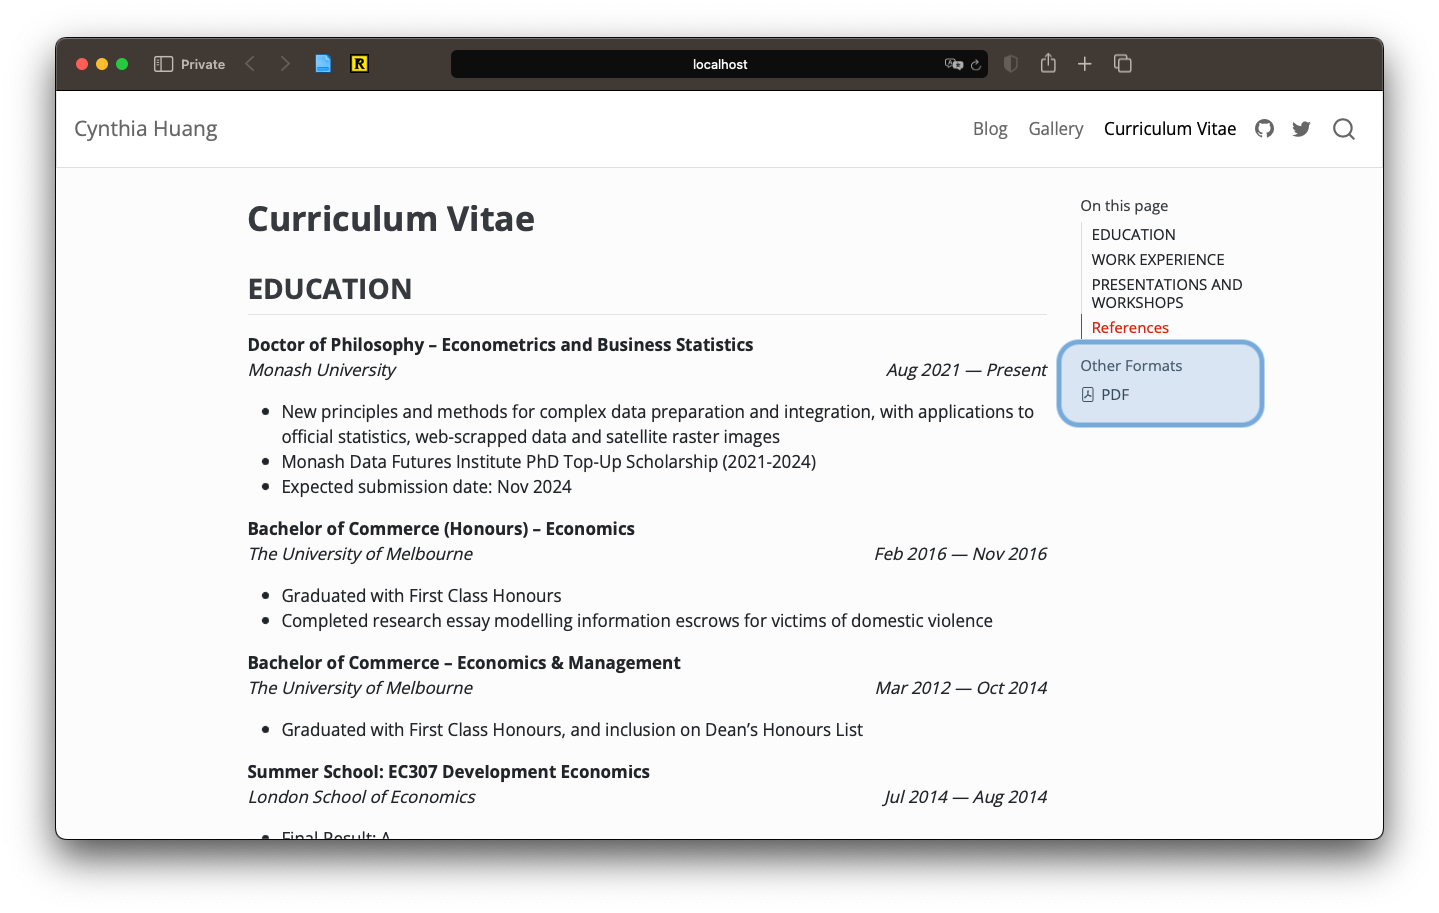 Private
R
localhost
Cynthia Huang
Blog
Gallery
Curriculum Vitae
Curriculum Vitae
EDUCATION
Doctor of Philosophy – Econometrics and Business Statistics
Monash University
Aug 2021 — Present
New principles and methods for complex data preparation and integration, with applications to
official statistics, web-scrapped data and satellite raster images
Monash Data Futures Institute PhD Top-Up Scholarship (2021-2024)
Expected submission date: Nov 2024
Bachelor of Commerce (Honours) – Economics
The University of Melbourne
Feb 2016 — Nov 2016
Graduated with First Class Honours
Completed research essay modelling information escrows for victims of domestic violence
Bachelor of Commerce – Economics & Management
The University of Melbourne
Mar 2012 — Oct 2014
Graduated with First Class Honours, and inclusion on Dean’s Honours List
Summer School: EC307 Development Economics
London School of Economics
Jul 2014 — Aug 2014
Final Result: A
On this page
EDUCATION
WORK EXPERIENCE
PRESENTATIONS AND
WORKSHOPS
References
Other Formats
PDF